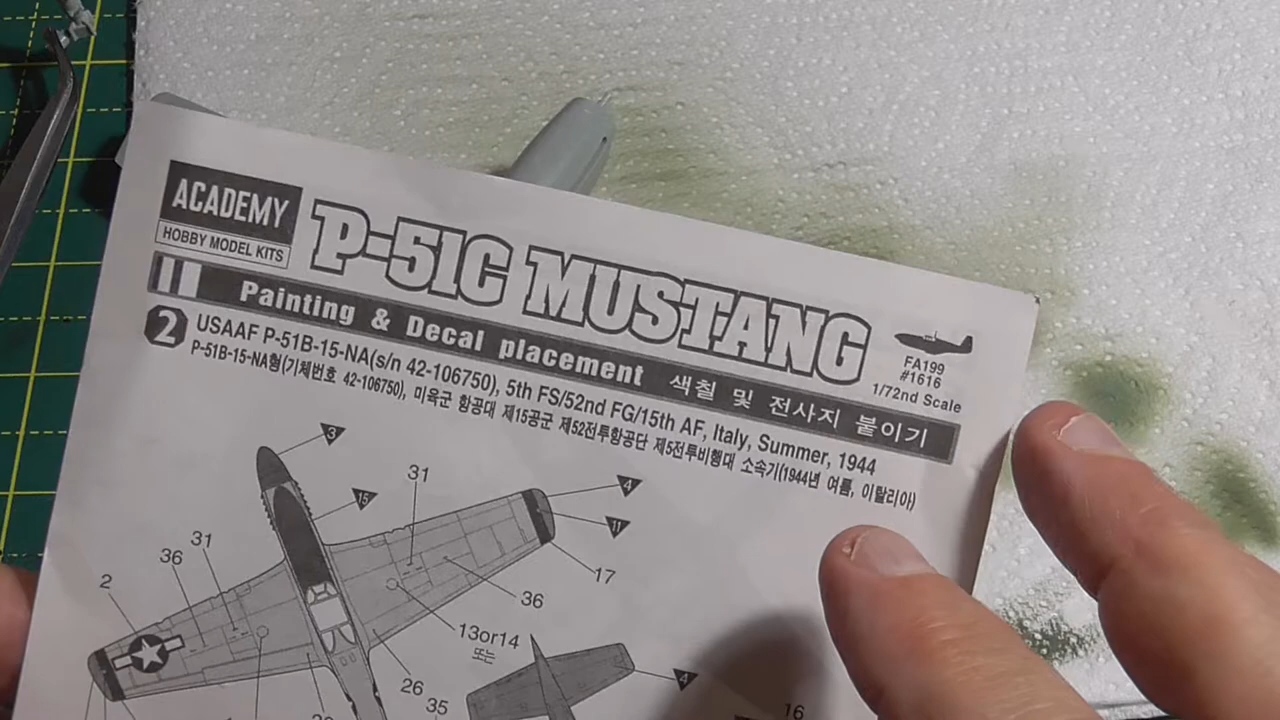 ACADEMY
HOBBY MODEL KITS
P-51C MUSTANG
Painting & Decal placement 색칠 및 전사지 붙이기
FA199
#1616
1/72nd Scale
2 USAAF P-51B-15-NA(s/n 42-106750), 5th FS/52nd FG/15th AF, Italy, Summer, 1944
P-51B-15-NA형(기체번호 42-106750), 미육군 항공대 제15공군 제52전투항공단 제5전투비행대 소속기(1944년 여름, 이탈리아)
3
15
31
4
11
17
36
31
36
2
13or14
또는
26
35
4
16